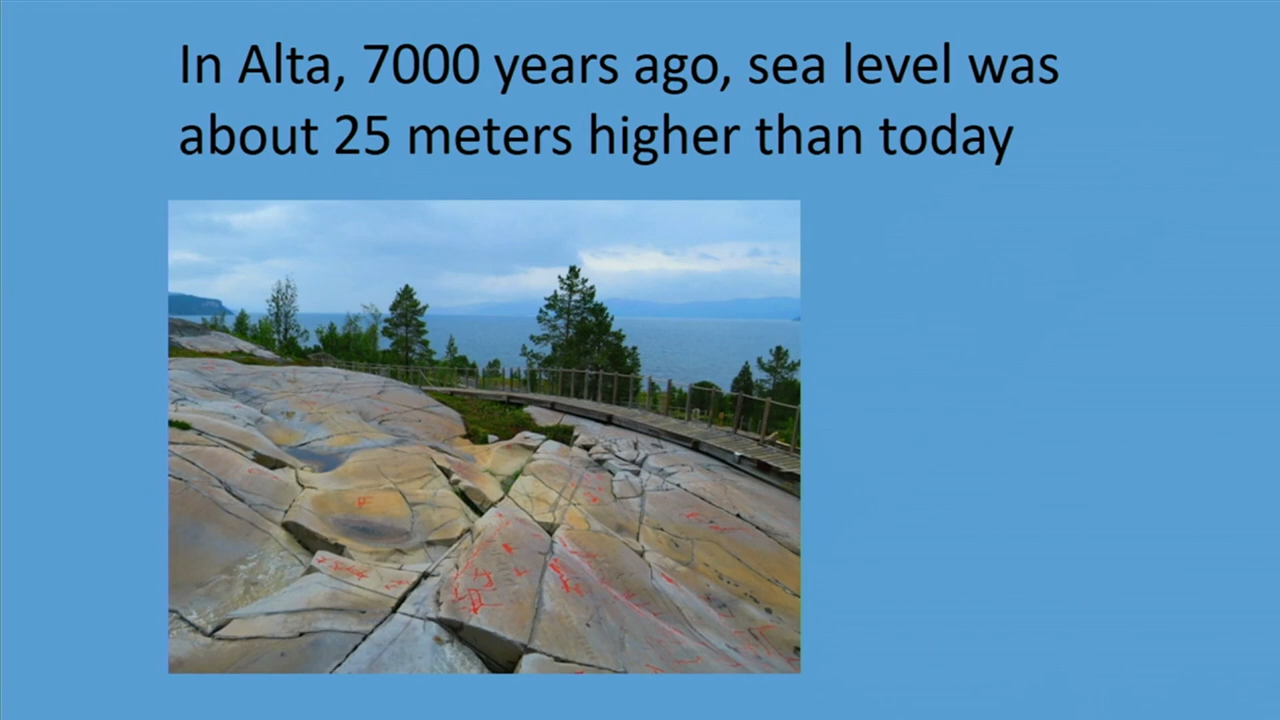 In Alta, 7000 years ago, sea level was
about 25 meters higher than today